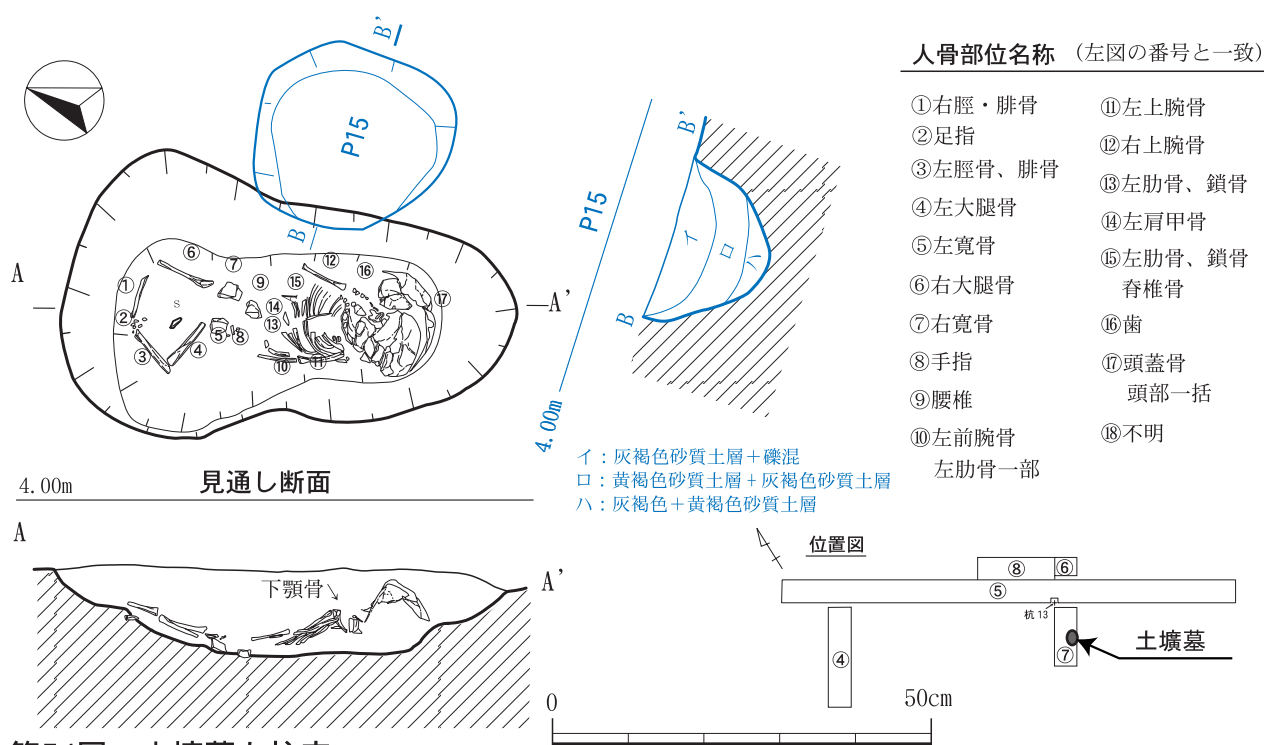 B'
P15
B
A
A'
①
②
③
④
⑤
⑥
⑦
⑧
⑨
⑩
⑪
⑫
⑬
⑭
⑮
⑯
⑰
S
B'
P15
B
イ
ロ
ハ
4.00m
イ：灰褐色砂質土層＋礫混
ロ：黄褐色砂質土層＋灰褐色砂質土層
ハ：灰褐色＋黄褐色砂質土層
人骨部位名称 （左図の番号と一致）
①右脛・腓骨
②足指
③左脛骨、腓骨
④左大腿骨
⑤左寛骨
⑥右大腿骨
⑦右寛骨
⑧手指
⑨腰椎
⑩左前腕骨
左肋骨一部
⑪左上腕骨
⑫右上腕骨
⑬左肋骨、鎖骨
⑭左肩甲骨
⑮左肋骨、鎖骨
脊椎骨
⑯歯
⑰頭蓋骨
頭部一括
⑱不明
4.00m
見通し断面
A
A'
下顎骨
位置図
⑧
⑥
⑤
杭13
④
⑦
土壙墓
0
50cm